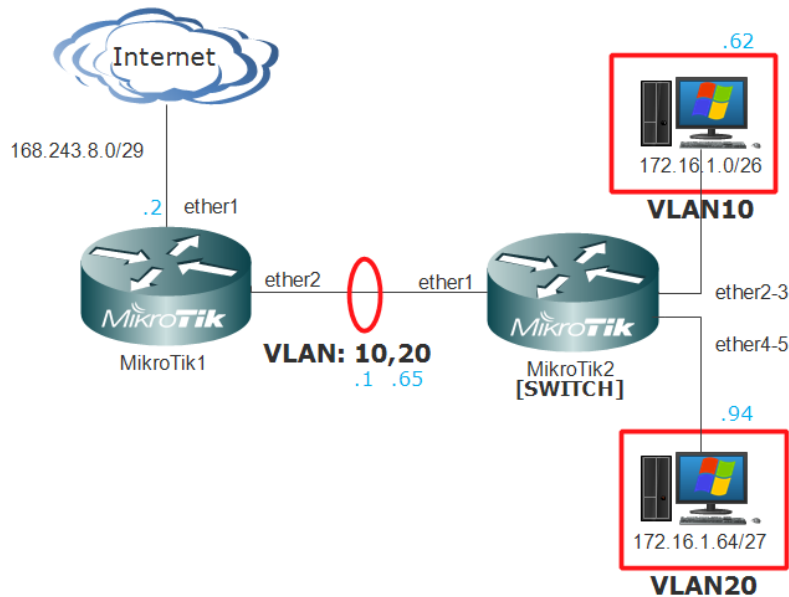 Internet
168.243.8.0/29
.2
ether1
MikroTik
MikroTik1
ether2
VLAN: 10,20
.1
.65
ether1
MikroTik
MikroTik2
[SWITCH]
.62
172.16.1.0/26
VLAN10
ether2-3
ether4-5
.94
172.16.1.64/27
VLAN20